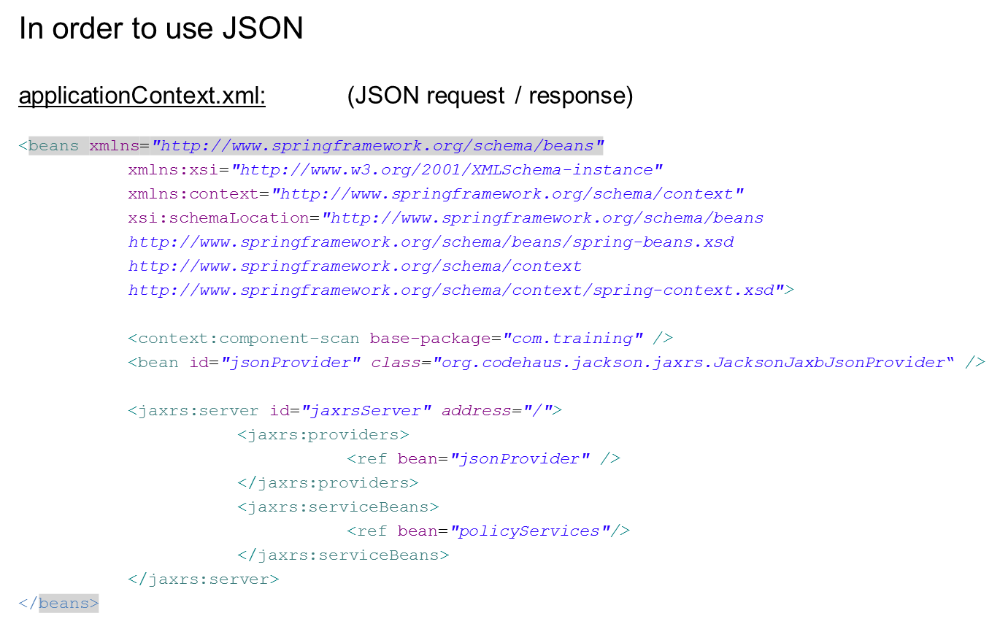 In order to use JSON
applicationContext.xml: (JSON request / response)
<beans xmlns="http://www.springframework.org/schema/beans"
xmlns:xsi="http://www.w3.org/2001/XMLSchema-instance"
xmlns:context="http://www.springframework.org/schema/context"
xsi:schemaLocation="http://www.springframework.org/schema/beans
http://www.springframework.org/schema/beans/spring-beans.xsd
http://www.springframework.org/schema/context
http://www.springframework.org/schema/context/spring-context.xsd">
<context:component-scan base-package="com.training" />
<bean id="jsonProvider" class="org.codehaus.jackson.jaxrs.JacksonJaxbJsonProvider“ />
<jaxrs:server id="jaxrsServer" address="/">
<jaxrs:providers>
<ref bean="jsonProvider" />
</jaxrs:providers>
<jaxrs:serviceBeans>
<ref bean="policyServices"/>
</jaxrs:serviceBeans>
</jaxrs:server>
</beans>